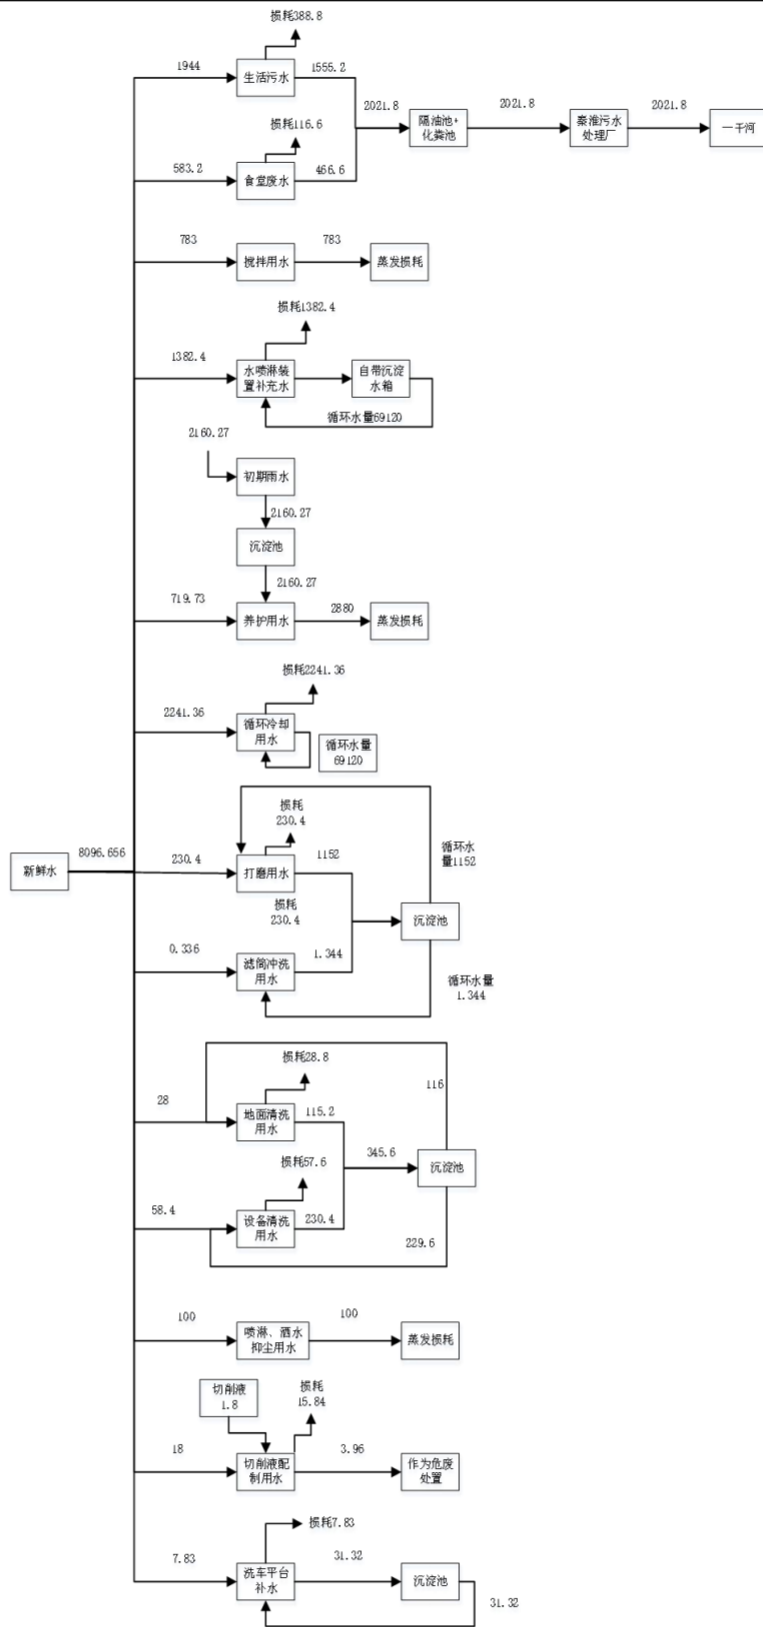 损耗388.8
1944
生活污水
1555.2
2021.8
隔油池+
化粪池
2021.8
秦淮污水
处理厂
2021.8
一干河
损耗116.6
583.2
食堂废水
466.6
783
搅拌用水
783
蒸发损耗
损耗1382.4
1382.4
水喷淋装
置补充水
自带沉淀
水箱
循环水量69120
2160.27
初期雨水
2160.27
沉淀池
2160.27
719.73
养护用水
2880
蒸发损耗
损耗2241.36
2241.36
循环冷却
用水
循环水量
69120
新鲜水
8096.656
损耗
230.4
230.4
打磨用水
1152
循环水
量1152
损耗
230.4
沉淀池
0.336
滤筒冲洗
用水
1.344
循环水量
1.344
损耗28.8
28
地面清洗
用水
115.2
116
345.6
沉淀池
损耗57.6
58.4
设备清洗
用水
230.4
229.6
100
喷淋、洒水
抑尘用水
100
蒸发损耗
切削液
1.8
损耗
15.84
18
切削液配
制用水
3.96
作为危废
处置
损耗7.83
7.83
洗车平台
补水
31.32
沉淀池
31.32